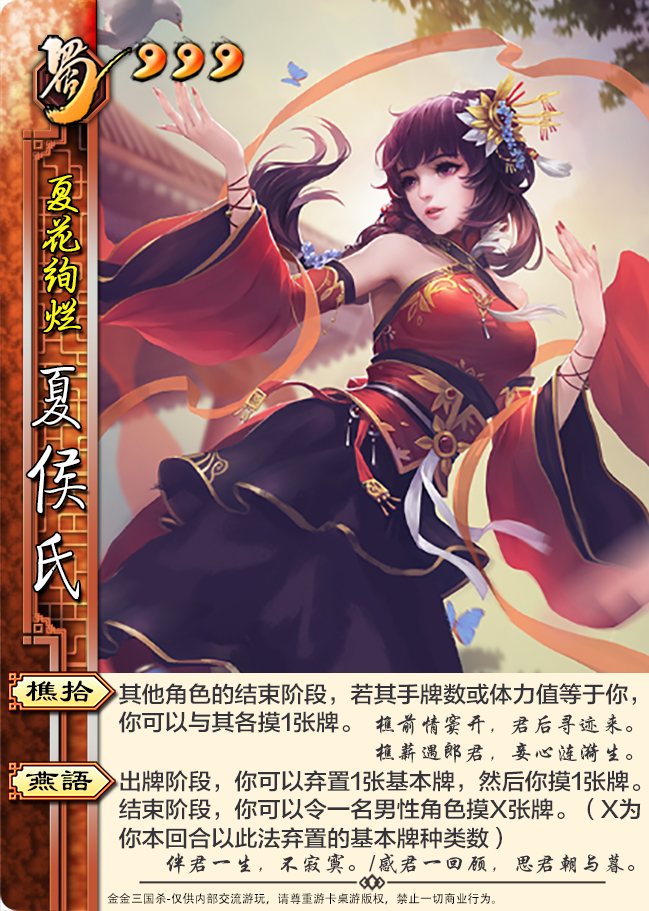 蜀
夏花绚烂
夏侯氏
樵拾
其他角色的结束阶段，若其手牌数或体力值等于你，
你可以与其各摸1张牌。 樵前情窦开，君后寻迹来。
樵薪遇郎君，妾心涟漪生。
燕語
出牌阶段，你可以弃置1张基本牌，然后你摸1张牌。
结束阶段，你可以令一名男性角色摸X张牌。（X为
你本回合以此法弃置的基本牌种类数）
伴君一生，不寂寞。/感君一回顾，思君朝与暮。
金金三国杀-仅供内部交流游玩，请尊重游卡桌游版权，禁止一切商业行为。